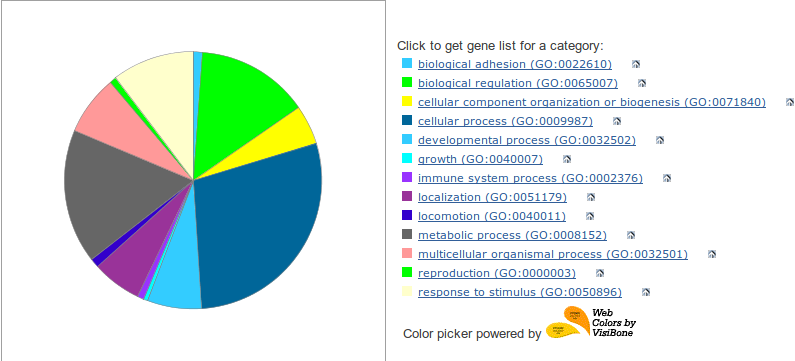 Click to get gene list for a category:
biological adhesion (GO:0022610)
biological regulation (GO:0065007)
cellular component organization or biogenesis (GO:0071840)
cellular process (GO:0009987)
developmental process (GO:0032502)
growth (GO:0040007)
immune system process (GO:0002376)
localization (GO:0051179)
locomotion (GO:0040011)
metabolic process (GO:0008152)
multicellular organismal process (GO:0032501)
reproduction (GO:0000003)
response to stimulus (GO:0050896)
Color picker powered by
Web
Colors by
VisiBone